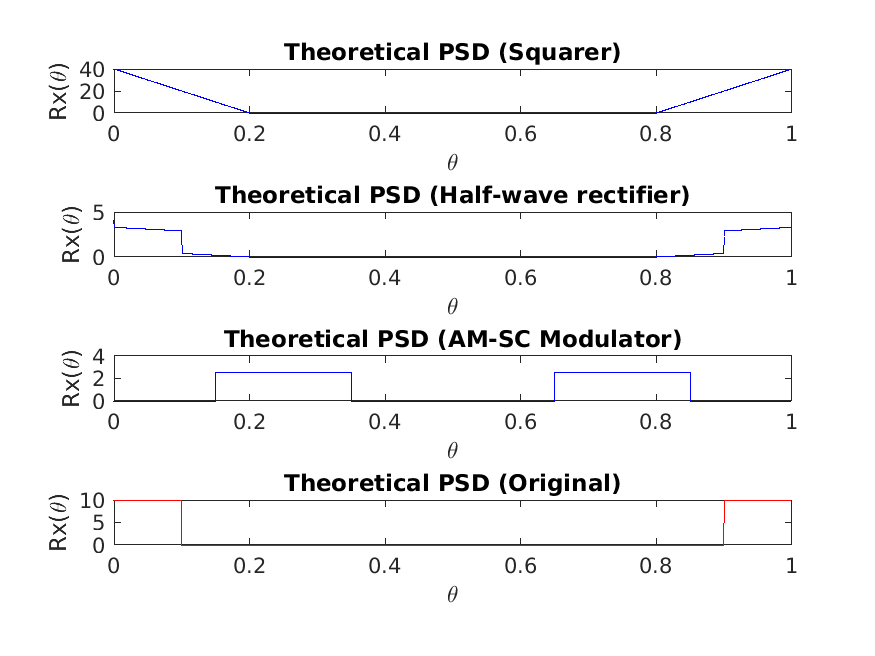 Theoretical PSD (Squarer)
Rx(θ)
40
20
0
0 0.2 0.4 0.6 0.8 1
θ
Theoretical PSD (Half-wave rectifier)
Rx(θ)
5
0
0 0.2 0.4 0.6 0.8 1
θ
Theoretical PSD (AM-SC Modulator)
Rx(θ)
4
2
0
0 0.2 0.4 0.6 0.8 1
θ
Theoretical PSD (Original)
Rx(θ)
10
5
0
0 0.2 0.4 0.6 0.8 1
θ